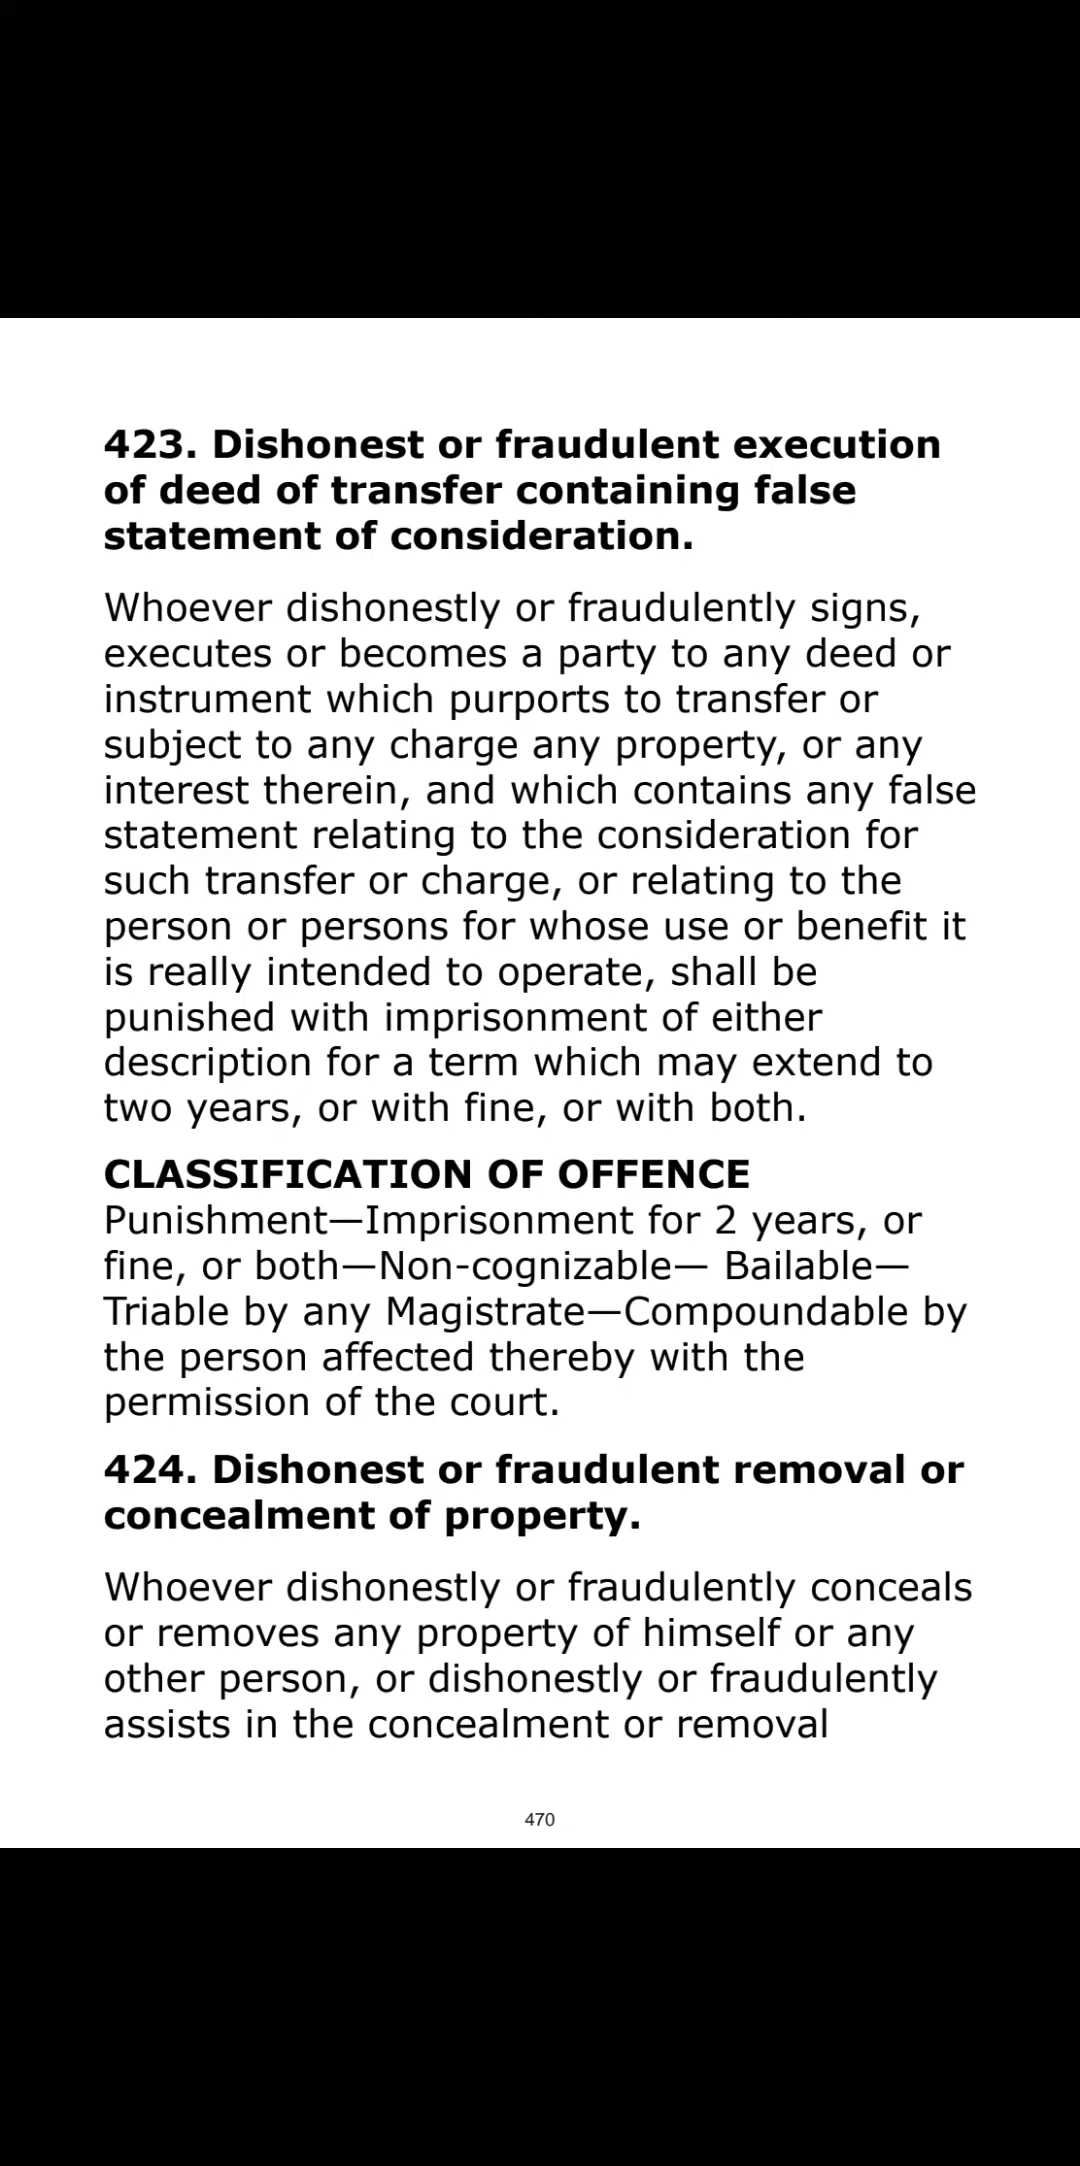 423. Dishonest or fraudulent execution
of deed of transfer containing false
statement of consideration.
Whoever dishonestly or fraudulently signs,
executes or becomes a party to any deed or
instrument which purports to transfer or
subject to any charge any property, or any
interest therein, and which contains any false
statement relating to the consideration for
such transfer or charge, or relating to the
person or persons for whose use or benefit it
is really intended to operate, shall be
punished with imprisonment of either
description for a term which may extend to
two years, or with fine, or with both.
CLASSIFICATION OF OFFENCE
Punishment—Imprisonment for 2 years, or
fine, or both—Non-cognizable— Bailable—
Triable by any Magistrate—Compoundable by
the person affected thereby with the
permission of the court.
424. Dishonest or fraudulent removal or
concealment of property.
Whoever dishonestly or fraudulently conceals
or removes any property of himself or any
other person, or dishonestly or fraudulently
assists in the concealment or removal
470